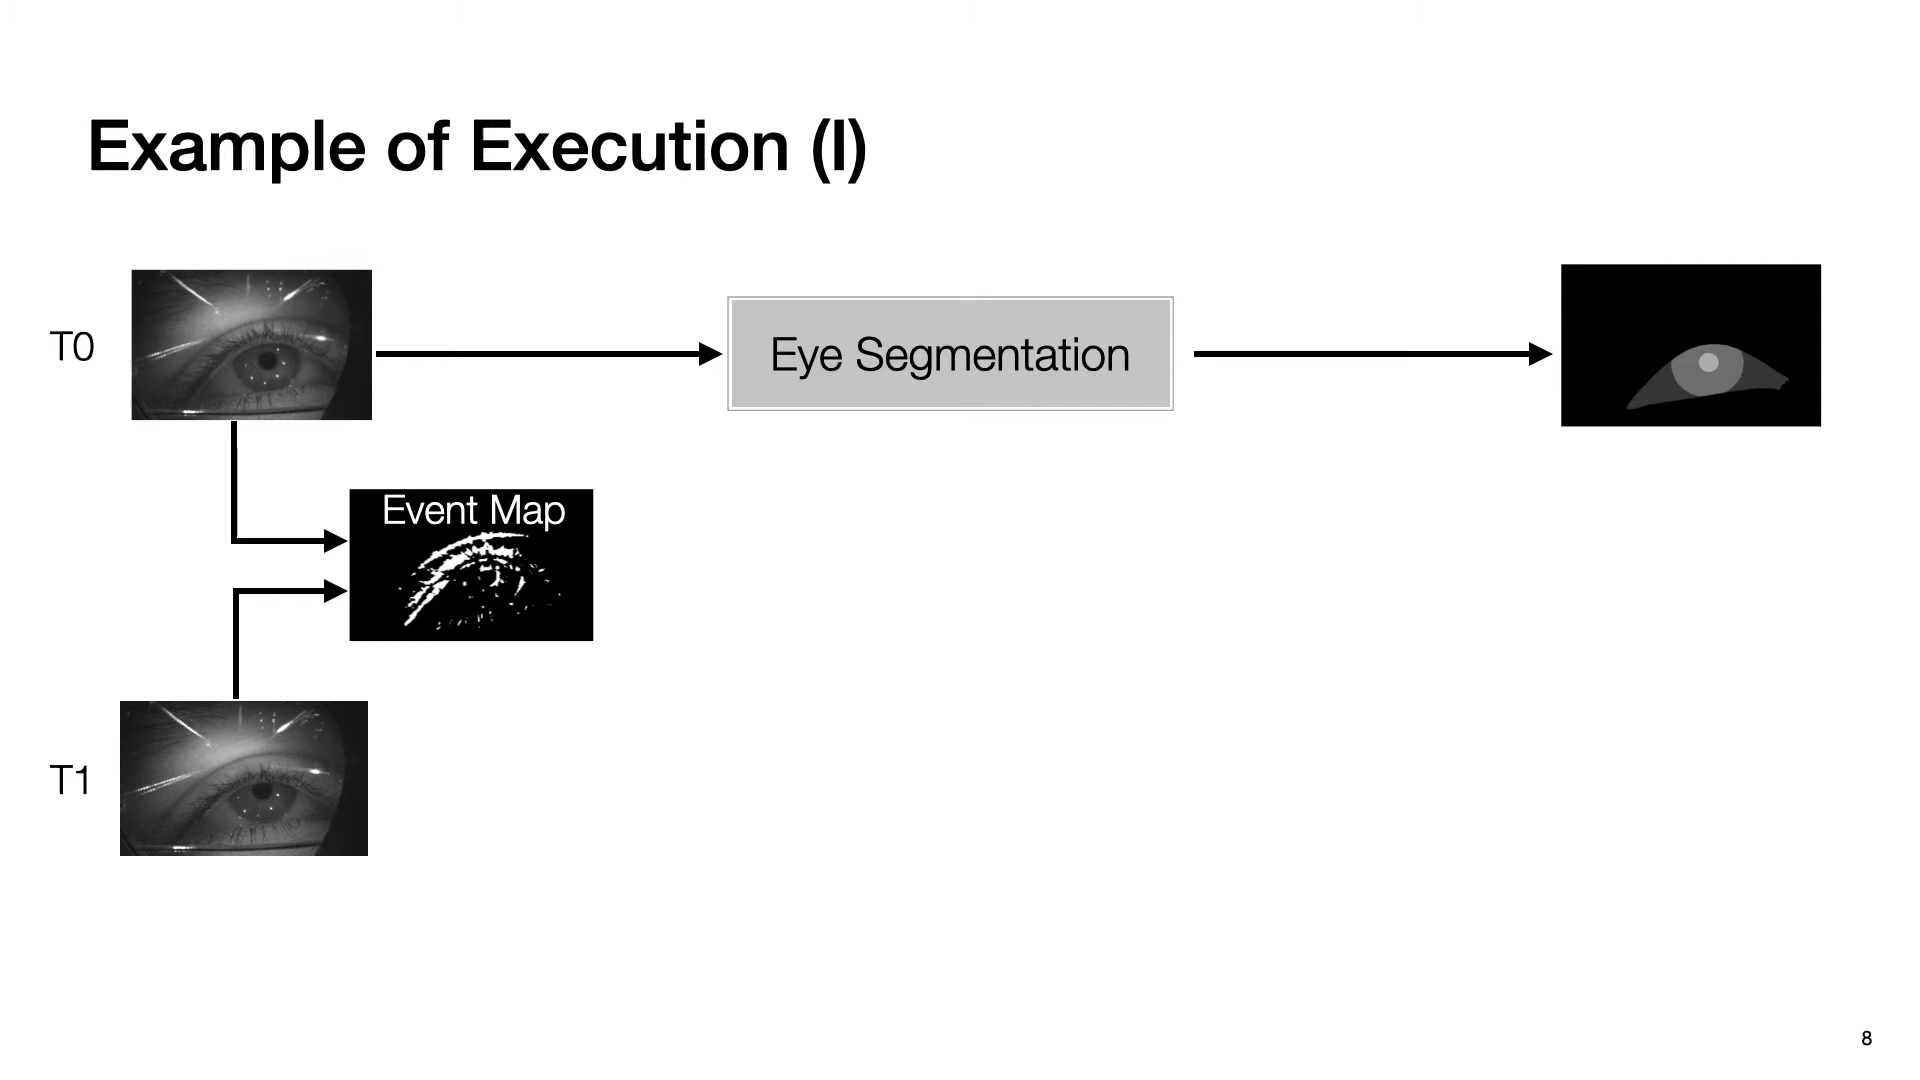 Example of Execution (I)
T0
Eye Segmentation
Event Map
T1
8